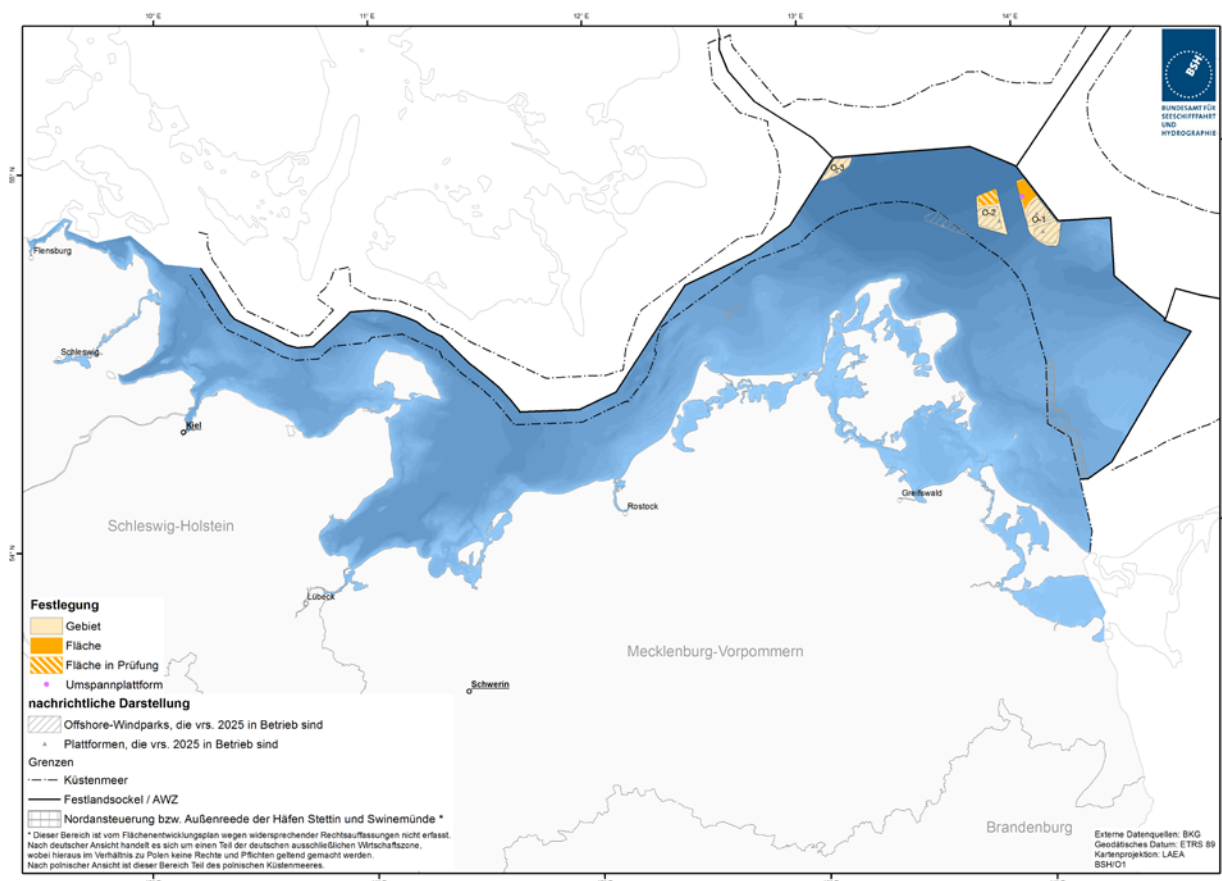 10° E
11° E
12° E
13° E
14° E
BSH
BUNDESAMT FÜR
SEESCHIFFFAHRT
UND
HYDROGRAPHIE
55° N
O-3
O-2
O-1
Flensburg
Schleswig
Kiel
Greifswald
Rostock
Schleswig-Holstein
54° N
Lübeck
Mecklenburg-Vorpommern
Schwerin
Brandenburg
Festlegung
Gebiet
Fläche
Fläche in Prüfung
Umspannplattform
nachrichtliche Darstellung
Offshore-Windparks, die vrs. 2025 in Betrieb sind
Plattformen, die vrs. 2025 in Betrieb sind
Grenzen
Küstenmeer
Festlandsockel / AWZ
Nordansteuerung bzw. Außenreede der Häfen Stettin und Swinemünde *
* Dieser Bereich ist vom Flächenentwicklungsplan wegen widersprechender Rechtsauffassungen nicht erfasst.
Nach deutscher Ansicht handelt es sich um einen Teil der deutschen ausschließlichen Wirtschaftszone,
wobei hieraus im Verhältnis zu Polen keine Rechte und Pflichten geltend gemacht werden.
Nach polnischer Ansicht ist dieser Bereich Teil des polnischen Küstenmeeres.
Externe Datenquellen: BKG
Geodätisches Datum: ETRS 89
Kartenprojektion: LAEA
BSH/O1